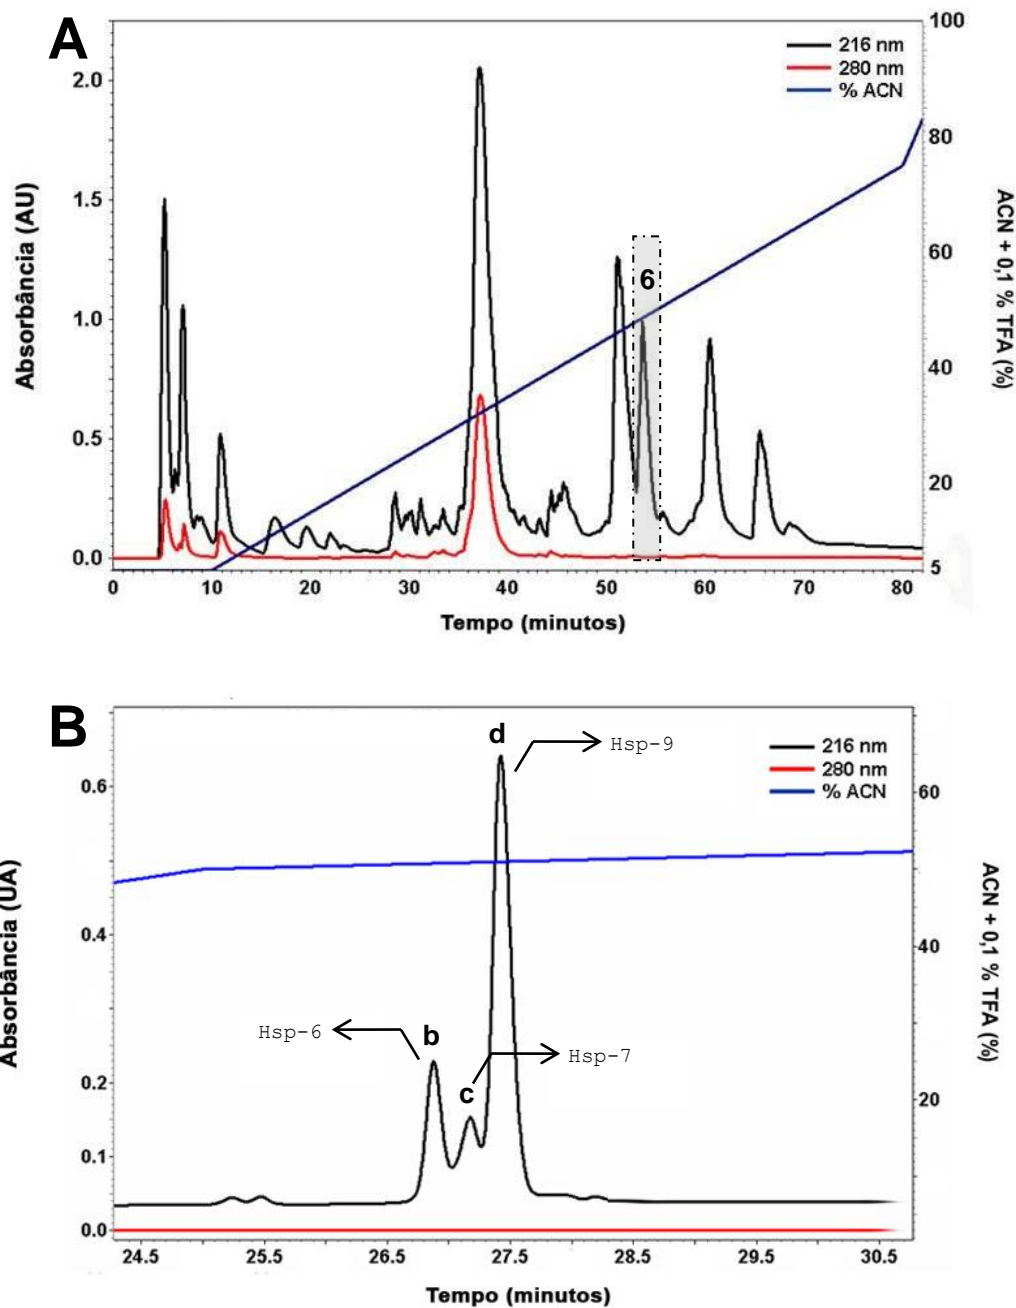 A
216 nm
280 nm
% ACN
Absorbância (AU)
2.0
1.5
1.0
0.5
0.0
100
80
60
40
20
5
ACN + 0,1 % TFA (%)
6
0 10 20 30 40 50 60 70 80
Tempo (minutos)
B
216 nm
280 nm
% ACN
Absorbância (UA)
0.6
0.4
0.2
0.1
0.0
60
40
20
ACN + 0,1 % TFA (%)
d
Hsp-9
b
Hsp-6
c
Hsp-7
24.5 25.5 26.5 27.5 28.5 29.5 30.5
Tempo (minutos)